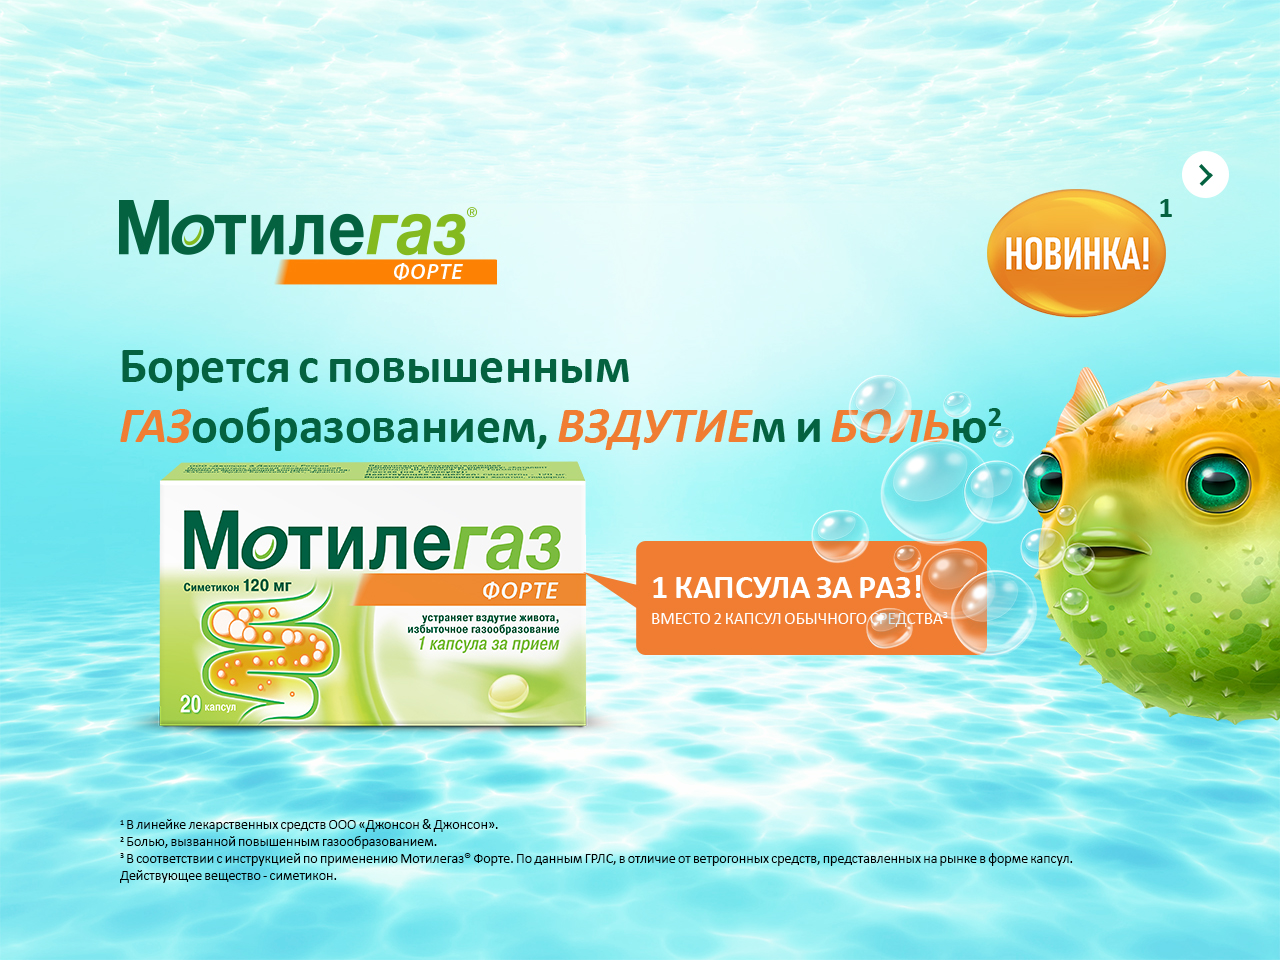 Мотилегаз®
ФОРТЕ
НОВИНКА!
1
Борется с повышенным
ГАЗообразованием, ВЗДУТИЕм и БОЛЬю²
Мотилегаз
Симетикон 120 мг
ФОРТЕ
устраняет вздутие живота,
избыточное газообразование
1 капсула за прием
20 капсул
1 КАПСУЛА ЗА РАЗ!
ВМЕСТО 2 КАПСУЛ ОБЫЧНОГО СРЕДСТВА³
¹ В линейке лекарственных средств ООО «Джонсон & Джонсон».
² Болью, вызванной повышенным газообразованием.
³ В соответствии с инструкцией по применению Мотилегаз® Форте. По данным ГРЛС, в отличие от ветрогонных средств, представленных на рынке в форме капсул.
Действующее вещество - симетикон.